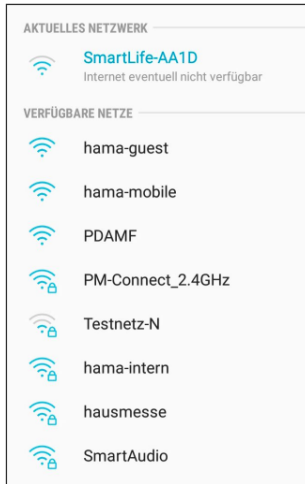 AKTUELLES NETZWERK
SmartLife-AA1D
Internet eventuell nicht verfügbar
VERFÜGBARE NETZE
hama-guest
hama-mobile
PDAMF
PM-Connect_2.4GHz
Testnetz-N
hama-intern
hausmesse
SmartAudio